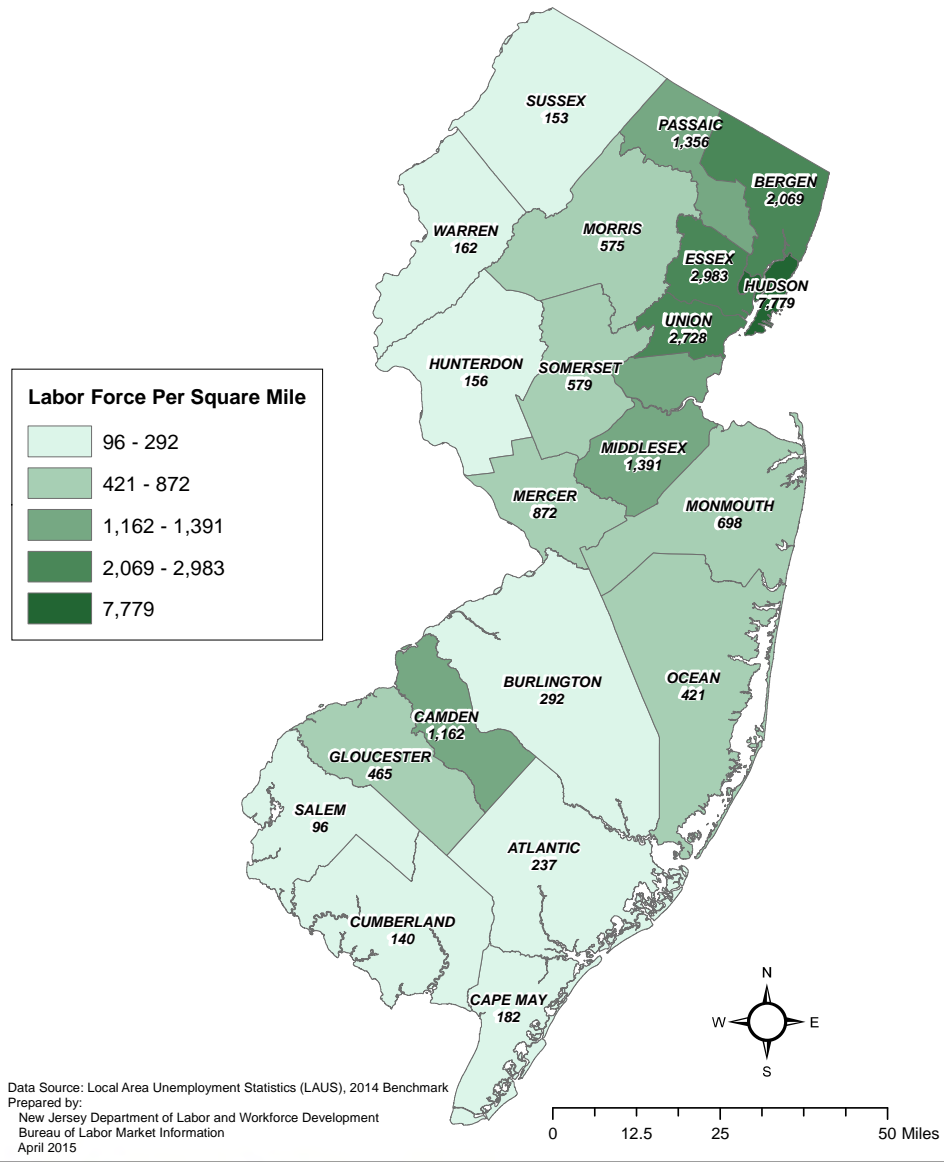 SUSSEX
153
PASSAIC
1,356
BERGEN
2,069
WARREN
162
MORRIS
575
ESSEX
2,983
HUDSON
7,779
UNION
2,728
HUNTERDON
156
SOMERSET
579
Labor Force Per Square Mile
96 - 292
421 - 872
1,162 - 1,391
2,069 - 2,983
7,779
MIDDLESEX
1,391
MERCER
872
MONMOUTH
698
BURLINGTON
292
OCEAN
421
CAMDEN
1,162
GLOUCESTER
465
SALEM
96
ATLANTIC
237
CUMBERLAND
140
CAPE MAY
182
N
W E
S
Data Source: Local Area Unemployment Statistics (LAUS), 2014 Benchmark
Prepared by:
New Jersey Department of Labor and Workforce Development
Bureau of Labor Market Information
April 2015
0 12.5 25 50 Miles